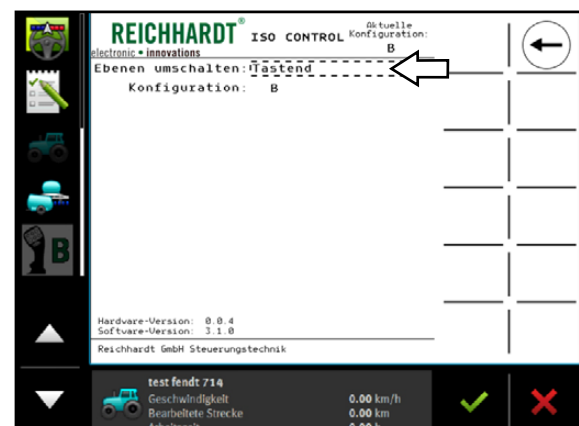 REICHHARDT®
electronic • innovations
ISO CONTROL
Aktuelle
Konfiguration:
B
Ebenen umschalten: Tastend
Konfiguration: B
B
Hardware-Version: 0.0.4
Software-Version: 3.1.0
Reichhardt GmbH Steuerungstechnik
test fendt 714
Geschwindigkeit 0.00 km/h
Bearbeitete Strecke 0.00 km